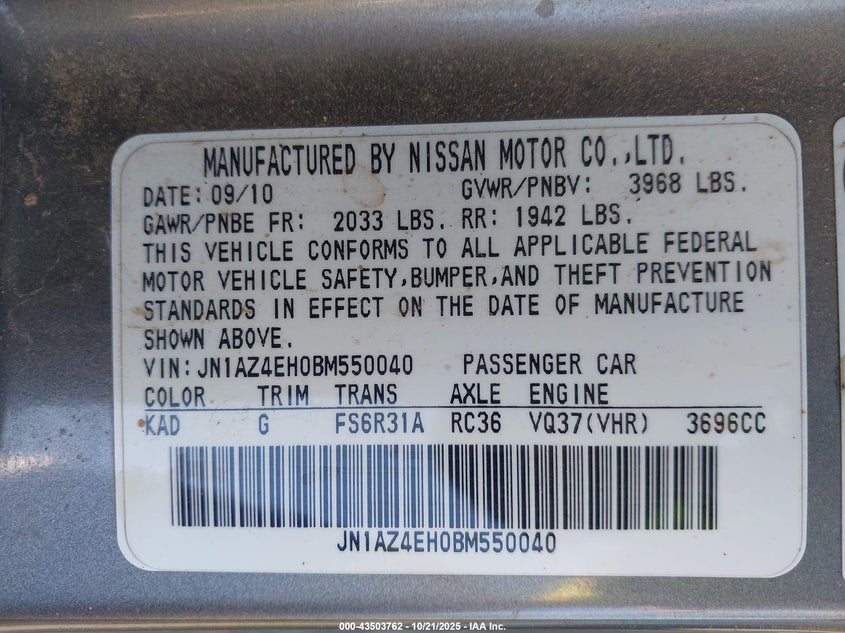 MANUFACTURED BY NISSAN MOTOR CO.,LTD.
DATE: 09/10 GVWR/PNBV: 3968 LBS.
GAWR/PNBE FR: 2033 LBS. RR: 1942 LBS.
THIS VEHICLE CONFORMS TO ALL APPLICABLE FEDERAL
MOTOR VEHICLE SAFETY,BUMPER,AND THEFT PREVENTION
STANDARDS IN EFFECT ON THE DATE OF MANUFACTURE
SHOWN ABOVE.
VIN: JN1AZ4EH0BM550040 PASSENGER CAR
COLOR TRIM TRANS AXLE ENGINE
KAD G FS6R31A RC36 VQ37(VHR) 3696CC
JN1AZ4EH0BM550040
000-43503762 - 10/21/2025 - IAA Inc.